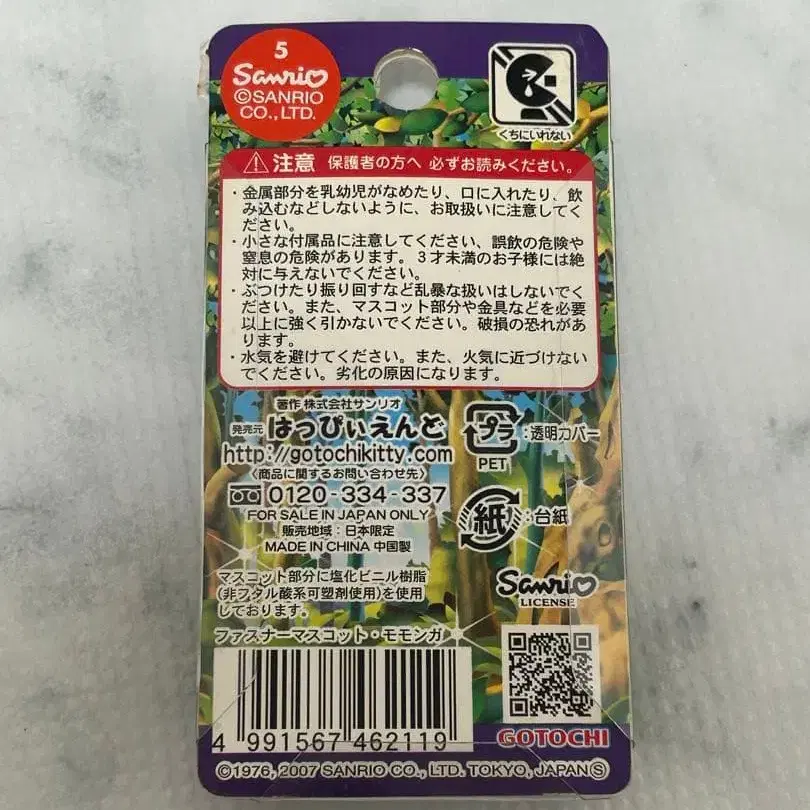 5
Sanrio
©SANRIO
CO.,LTD.
くちにいれない
注意 保護者の方へ 必ずお読みください。
・金属部分を乳幼児がなめたり、口に入れたり、飲
み込むなどしないように、お取扱いに注意してく
ださい。
・小さな付属品に注意してください、誤飲の危険や
窒息の危険があります。３才未満のお子様には絶
対に与えないでください。
・ぶつけたり振り回すなど乱暴な扱いはしないでく
ださい。また、マスコット部分や金具などを必要
以上に強く引かないでください。破損の恐れがあ
ります。
・水気を避けてください。また、火気に近づけない
でください。劣化の原因になります。
著作 株式会社サンリオ
発売元 はっぴぃえんど
http://gotochikitty.com
〈商品に関するお問い合わせ先〉
0120-334-337
FOR SALE IN JAPAN ONLY
販売地域：日本限定
MADE IN CHINA 中国製
プラ :透明カバー
PET
紙 :台紙
Sanrio
LICENSE
マスコット部分に塩化ビニル樹脂
(非フタル酸系可塑剤使用)を使用
しております。
ファスナーマスコット・モモンガ
4 991567 462119
GOTOCHI
©1976, 2007 SANRIO CO., LTD. TOKYO, JAPAN Ⓢ